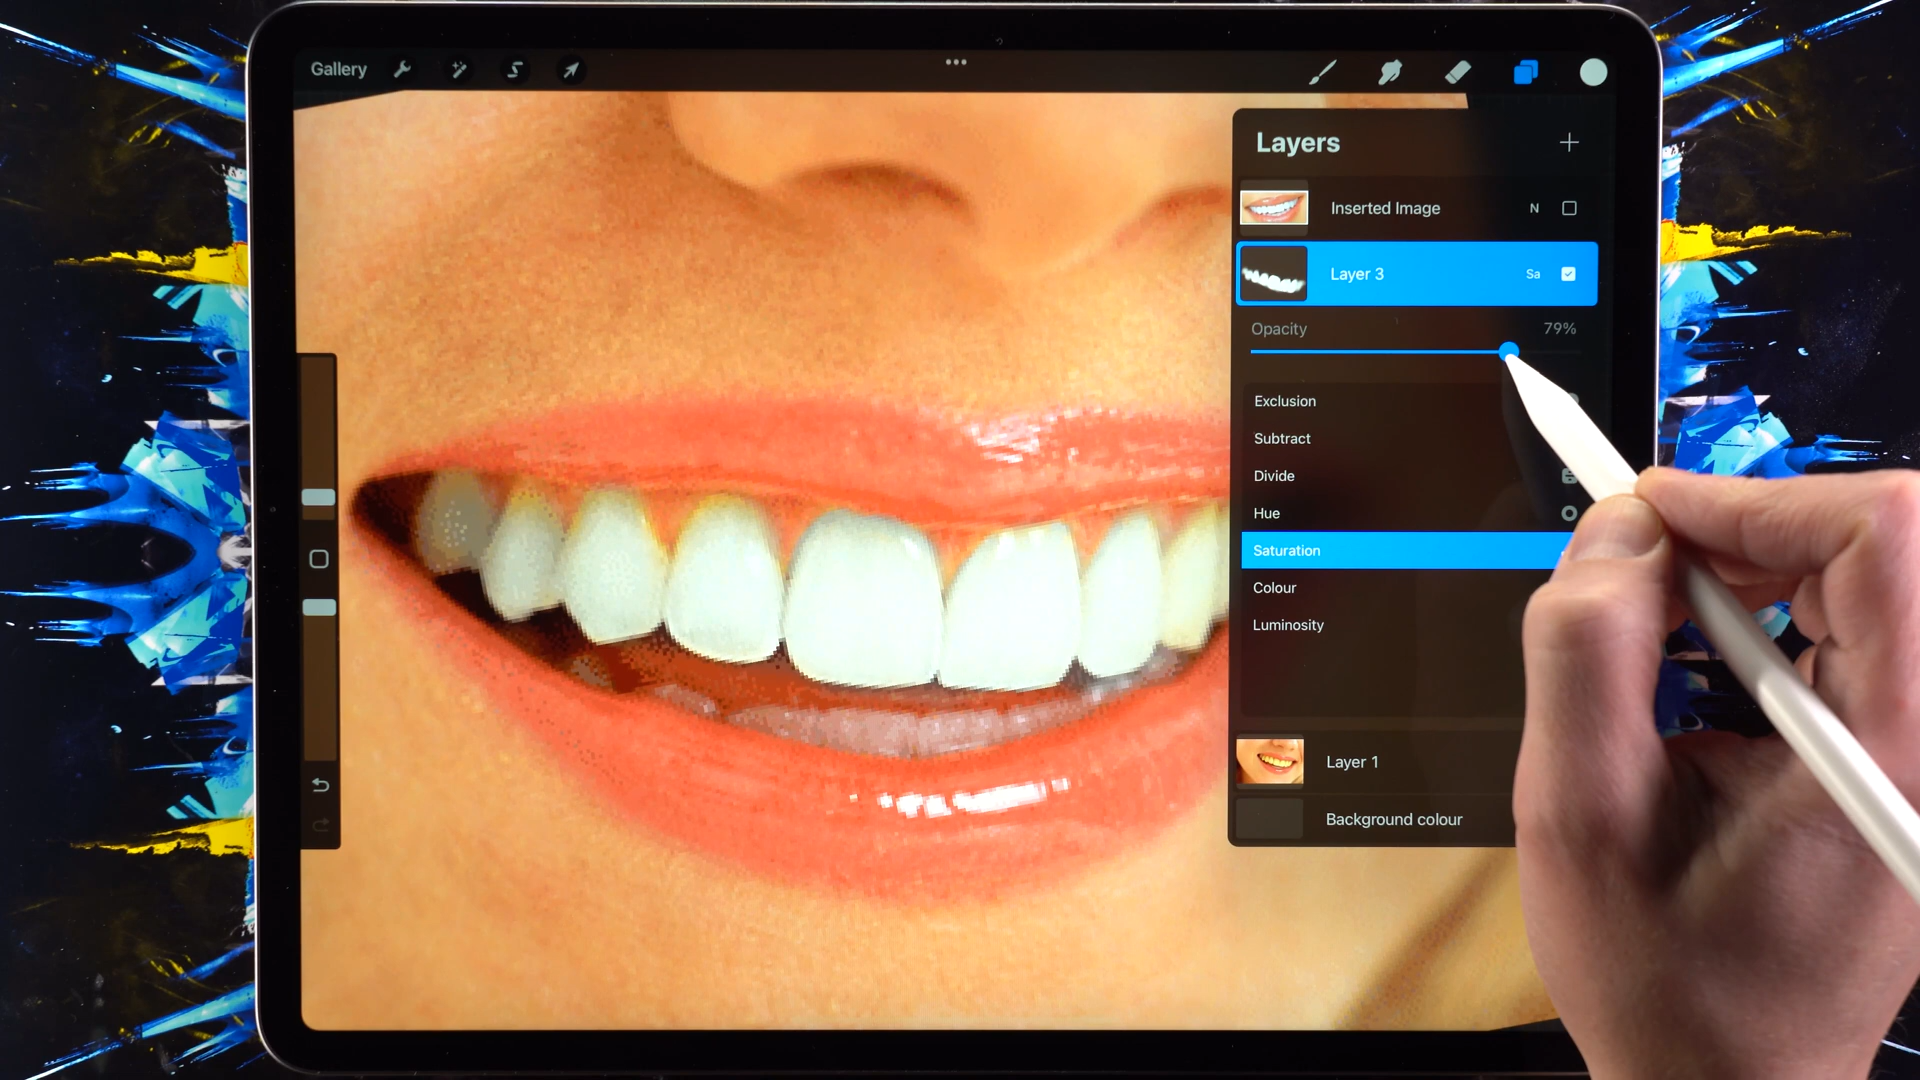 Gallery
Layers
Inserted Image N
Layer 3 Sa
Opacity 79%
Exclusion
Subtract
Divide
Hue
Saturation
Colour
Luminosity
Layer 1
Background colour